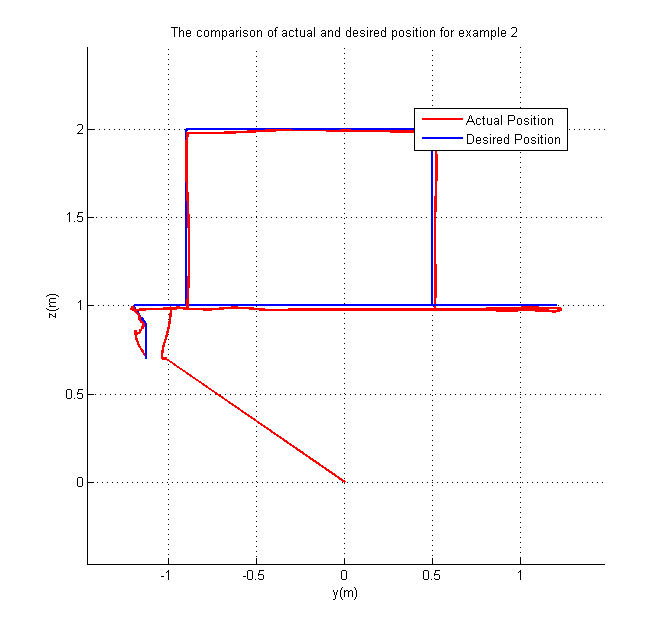 The comparison of actual and desired position for example 2
Actual Position
Desired Position
2
1.5
1
0.5
0
z(m)
-1
-0.5
0
0.5
1
y(m)